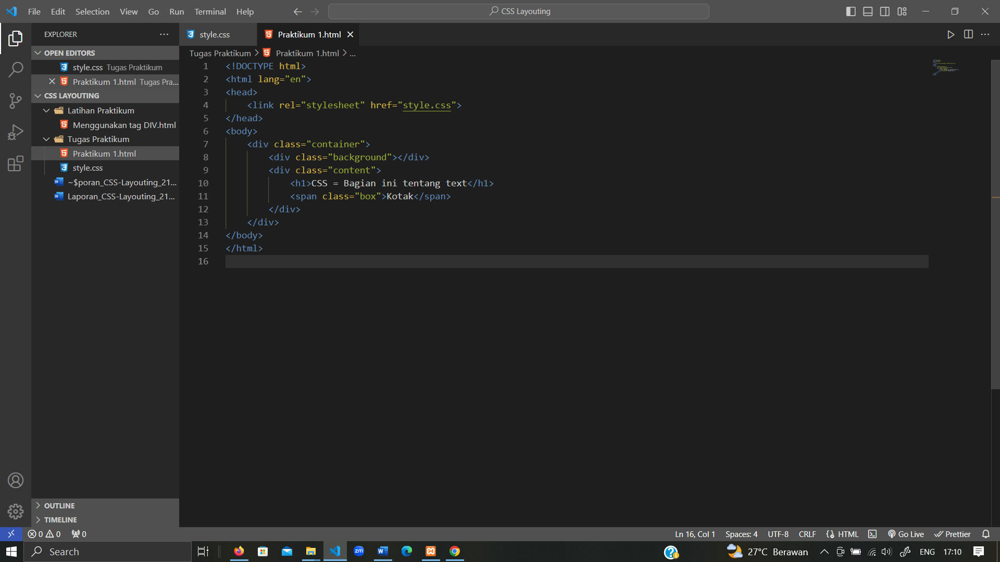 File Edit Selection View Go Run Terminal Help
CSS Layouting
EXPLORER
OPEN EDITORS
style.css Tugas Praktikum
Praktikum 1.html Tugas Pra...
CSS LAYOUTING
Latihan Praktikum
Menggunakan tag DIV.html
Tugas Praktikum
Praktikum 1.html
style.css
~$poran_CSS-Layouting_21...
Laporan_CSS-Layouting_21...
OUTLINE
TIMELINE
style.css
Praktikum 1.html
Tugas Praktikum > Praktikum 1.html > ...
1 <!DOCTYPE html>
2 <html lang="en">
3 <head>
4 <link rel="stylesheet" href="style.css">
5 </head>
6 <body>
7 <div class="container">
8 <div class="background"></div>
9 <div class="content">
10 <h1>CSS = Bagian ini tentang text</h1>
11 <span class="box">Kotak</span>
12 </div>
13 </div>
14 </body>
15 </html>
16
0 0 0
Ln 16, Col 1 Spaces: 4 UTF-8 CRLF HTML Go Live Prettier
Search
zm
27°C Berawan
ENG 17:10